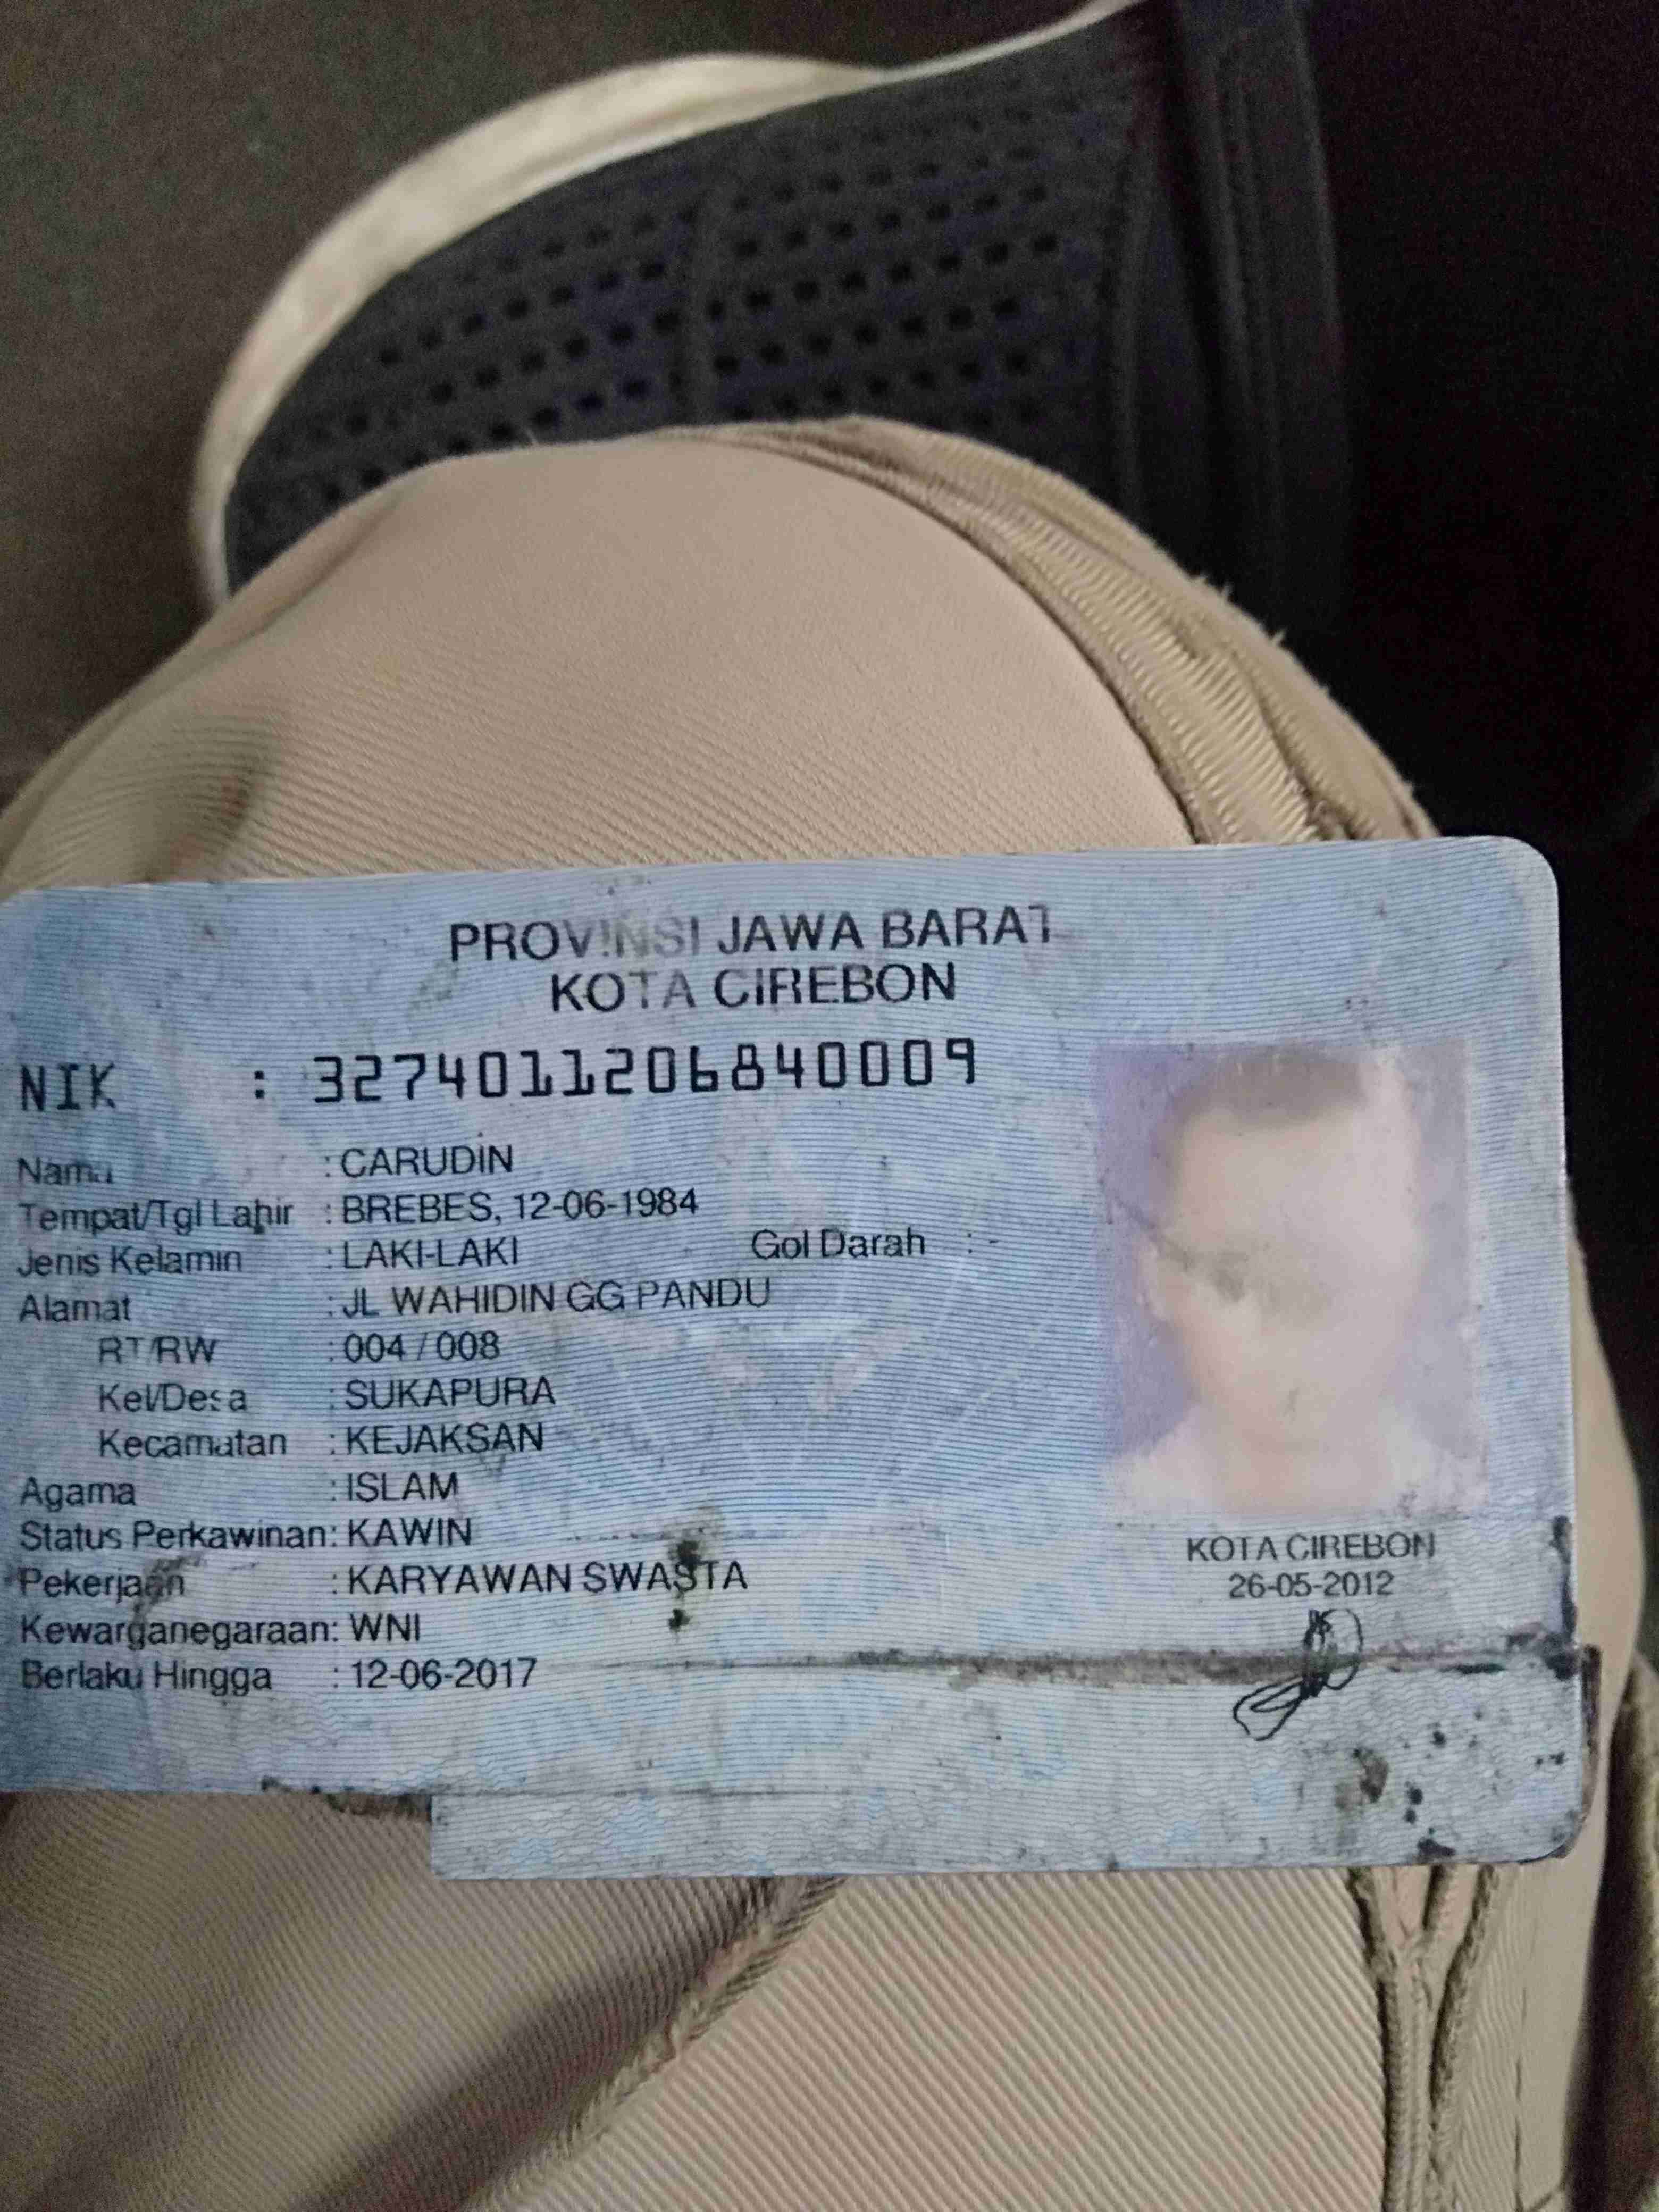 PROVINSI JAWA BARAT
KOTA CIREBON
NIK : 3274011206840009
Nama : CARUDIN
Tempat/Tgl Lahir : BREBES, 12-06-1984
Jenis Kelamin : LAKI-LAKI Gol Darah : -
Alamat : JL WAHIDIN GG PANDU
RT/RW : 004 / 008
Kel/Desa : SUKAPURA
Kecamatan : KEJAKSAN
Agama : ISLAM
Status Perkawinan: KAWIN
Pekerjaan : KARYAWAN SWASTA
Kewarganegaraan: WNI
Berlaku Hingga : 12-06-2017
KOTA CIREBON
26-05-2012